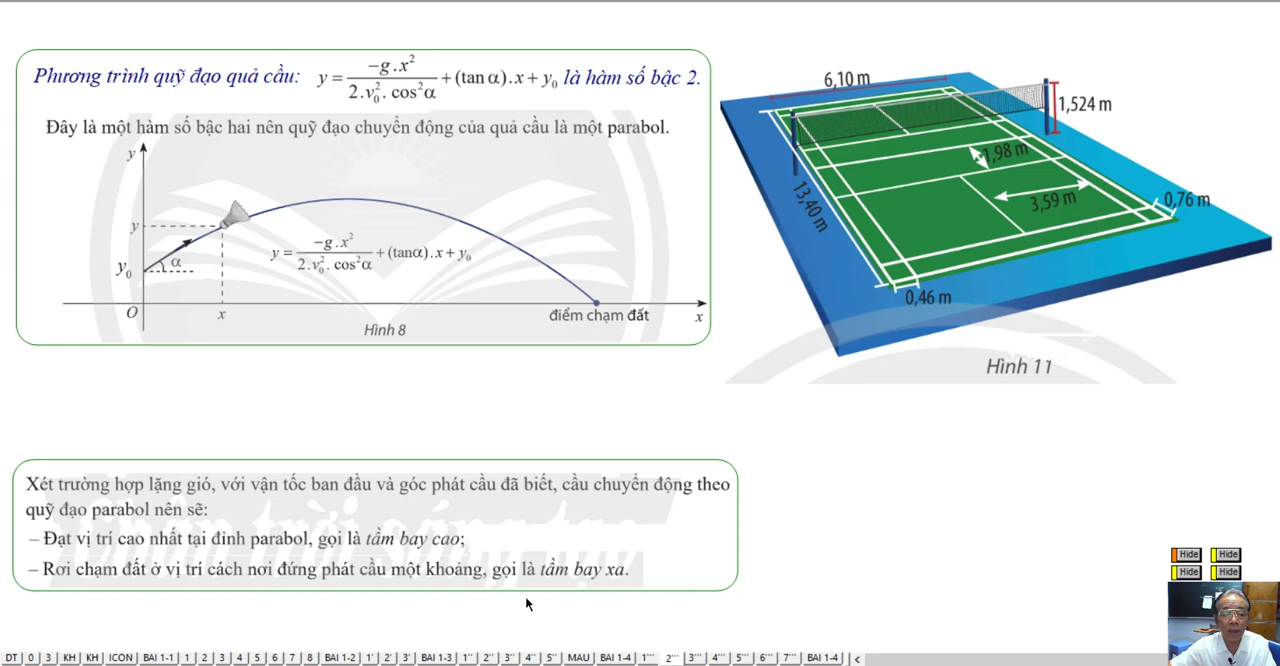 Phương trình quỹ đạo quả cầu: y = -g.x² / 2.v₀².cos²α + (tan α).x + y₀ là hàm số bậc 2.
Đây là một hàm số bậc hai nên quỹ đạo chuyển động của quả cầu là một parabol.
y
y
y₀
α
y = -g.x² / 2.v₀².cos²α + (tanα).x + y₀
O
x
điểm chạm đất
x
Hình 8
6,10 m
1,524 m
1,98 m
13,40 m
3,59 m
0,76 m
0,46 m
Hình 11
Xét trường hợp lặng gió, với vận tốc ban đầu và góc phát cầu đã biết, cầu chuyển động theo
quỹ đạo parabol nên sẽ:
– Đạt vị trí cao nhất tại đỉnh parabol, gọi là tầm bay cao;
– Rơi chạm đất ở vị trí cách nơi đứng phát cầu một khoảng, gọi là tầm bay xa.
Chân trời sáng tạo
Hide Hide
Hide Hide
DT 0 3 KH KH ICON BAI 1-1 1 2 3 4 5 6 7 8 BAI 1-2 1' 2' 3' BAI 1-3 1'' 2'' 3'' 4'' 5'' MAU BAI 1-4 1''' 2''' 3''' 4''' 5''' 6''' 7''' BAI 1-4 <